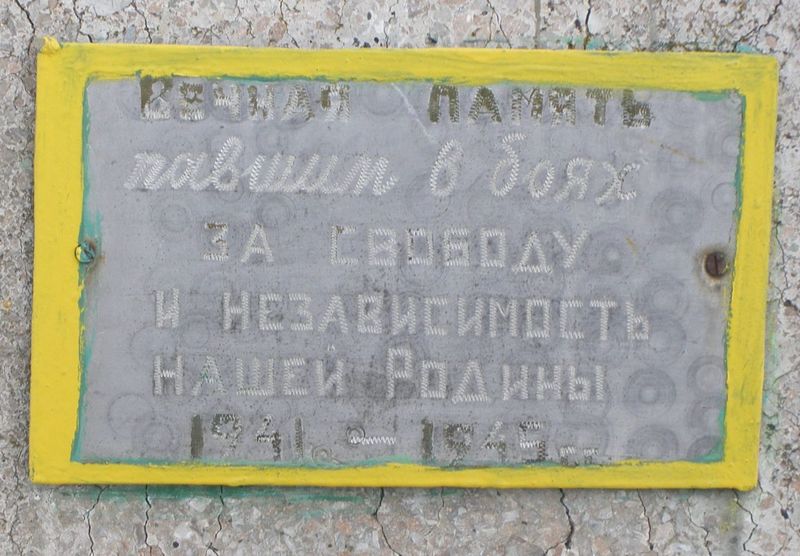 Вечная Память
павшим в боях
за свободу
и независимость
нашей Родины
1941. — 1945 –